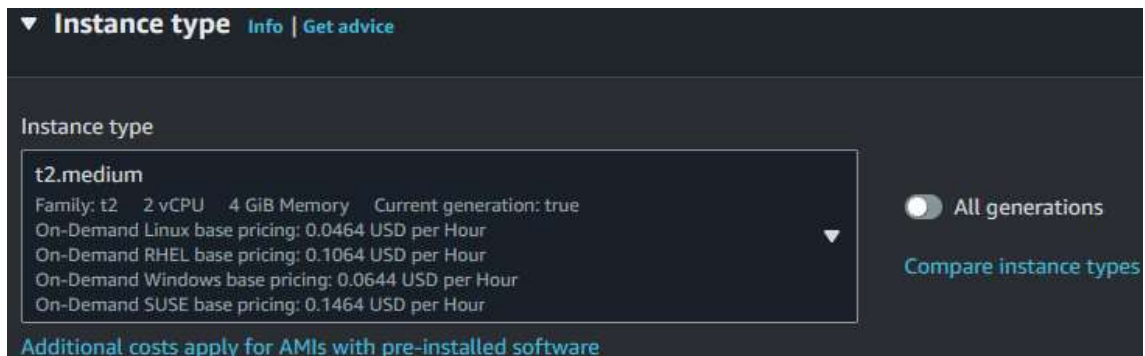 Instance type Info | Get advice
Instance type
t2.medium
Family: t2 2 vCPU 4 GiB Memory Current generation: true
On-Demand Linux base pricing: 0.0464 USD per Hour
On-Demand RHEL base pricing: 0.1064 USD per Hour
On-Demand Windows base pricing: 0.0644 USD per Hour
On-Demand SUSE base pricing: 0.1464 USD per Hour
All generations
Compare instance types
Additional costs apply for AMIs with pre-installed software